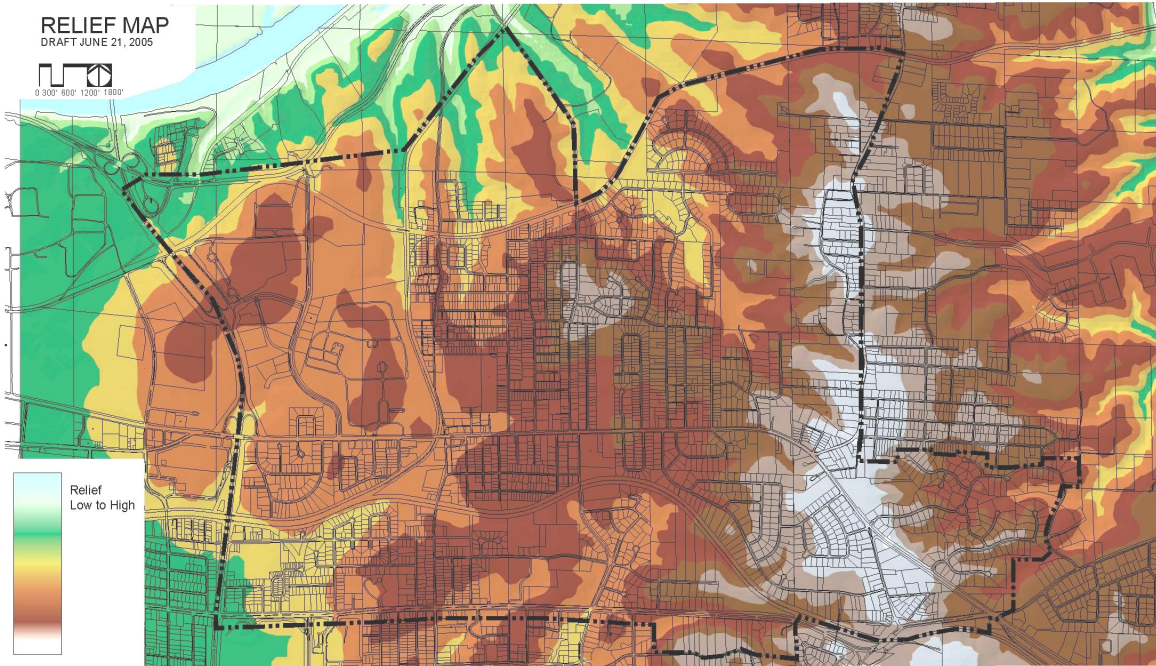 RELIEF MAP
DRAFT JUNE 21, 2005
0 300' 600' 1200' 1800'
Relief
Low to High